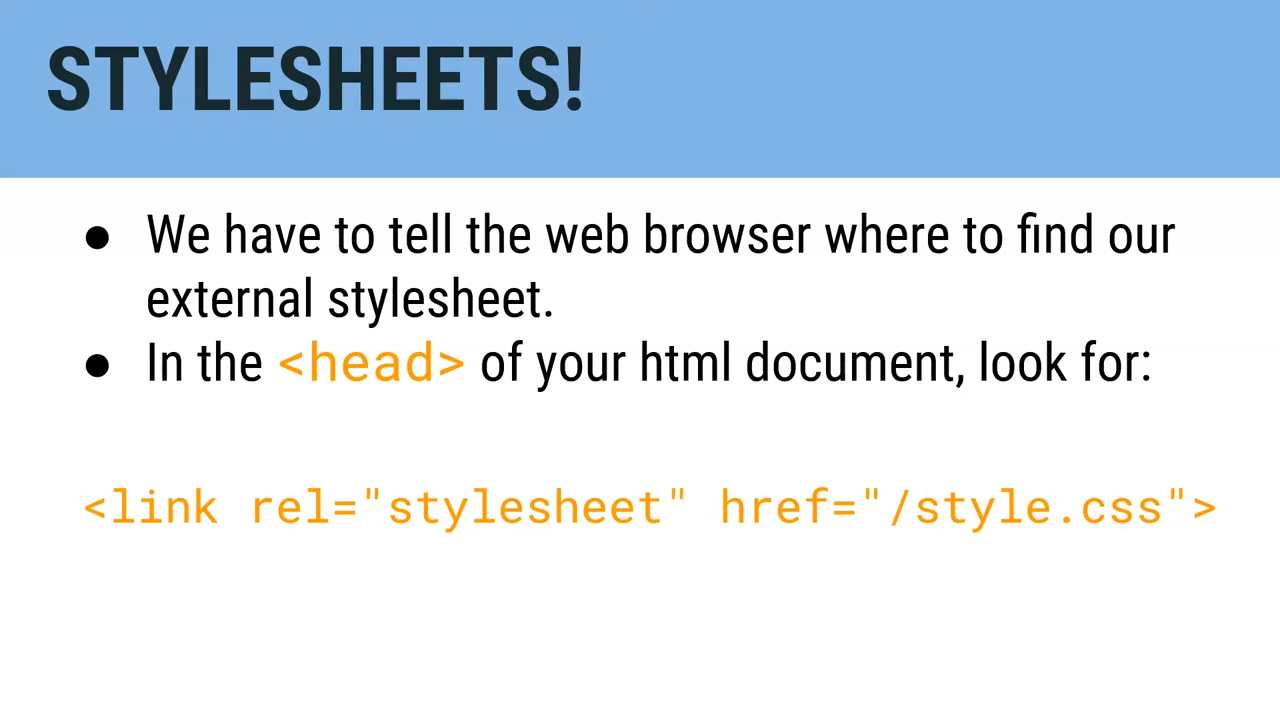 STYLESHEETS!
● We have to tell the web browser where to find our
external stylesheet.
● In the <head> of your html document, look for:
<link rel="stylesheet" href="/style.css">